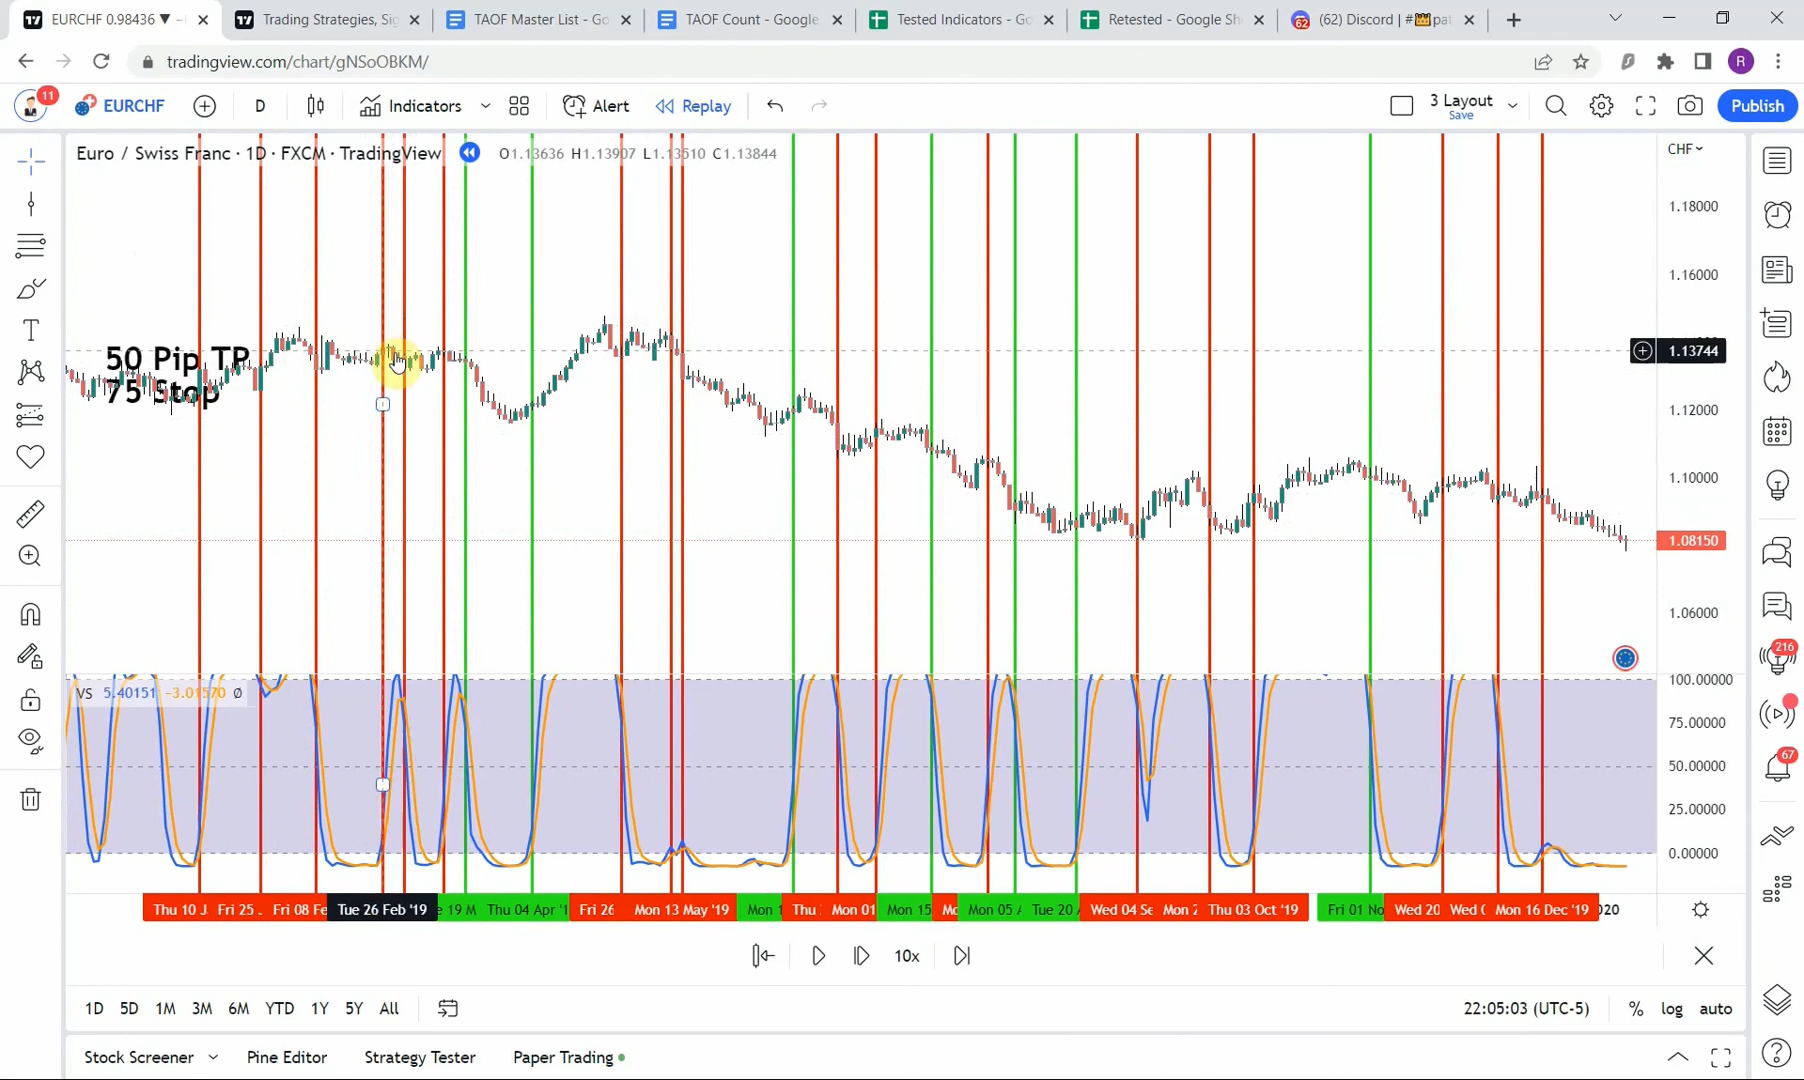 EURCHF 0.98436 ▼ −
Trading Strategies, Sig
TAOF Master List - Go
TAOF Count - Google
Tested Indicators - Go
Retested - Google Sh
(62) Discord | #👑pat
tradingview.com/chart/gNSoOBKM/
R
11
EURCHF
D
Indicators
Alert
Replay
3 Layout
Save
Publish
Euro / Swiss Franc · 1D · FXCM · TradingView
O1.13636 H1.13907 L1.13510 C1.13844
CHF
1.18000
1.16000
1.13744
50 Pip TP
75 Stop
1.12000
1.10000
1.08150
1.06000
VS 5.40151 −3.01570 Ø
100.00000
75.00000
50.00000
25.00000
0.00000
216
67
Thu 10 J Fri 25 Fri 08 Fe Tue 26 Feb '19 19 M Thu 04 Apr '1 Fri 26 Mon 13 May '19 Mon 1 Thu Mon 01 Mon 15 Mo Mon 05 A Tue 20 Wed 04 Se Mon 2 Thu 03 Oct '19 Fri 01 No Wed 20 Wed 0 Mon 16 Dec '19
10x
1D 5D 1M 3M 6M YTD 1Y 5Y All
22:05:03 (UTC-5) % log auto
Stock Screener Pine Editor Strategy Tester Paper Trading